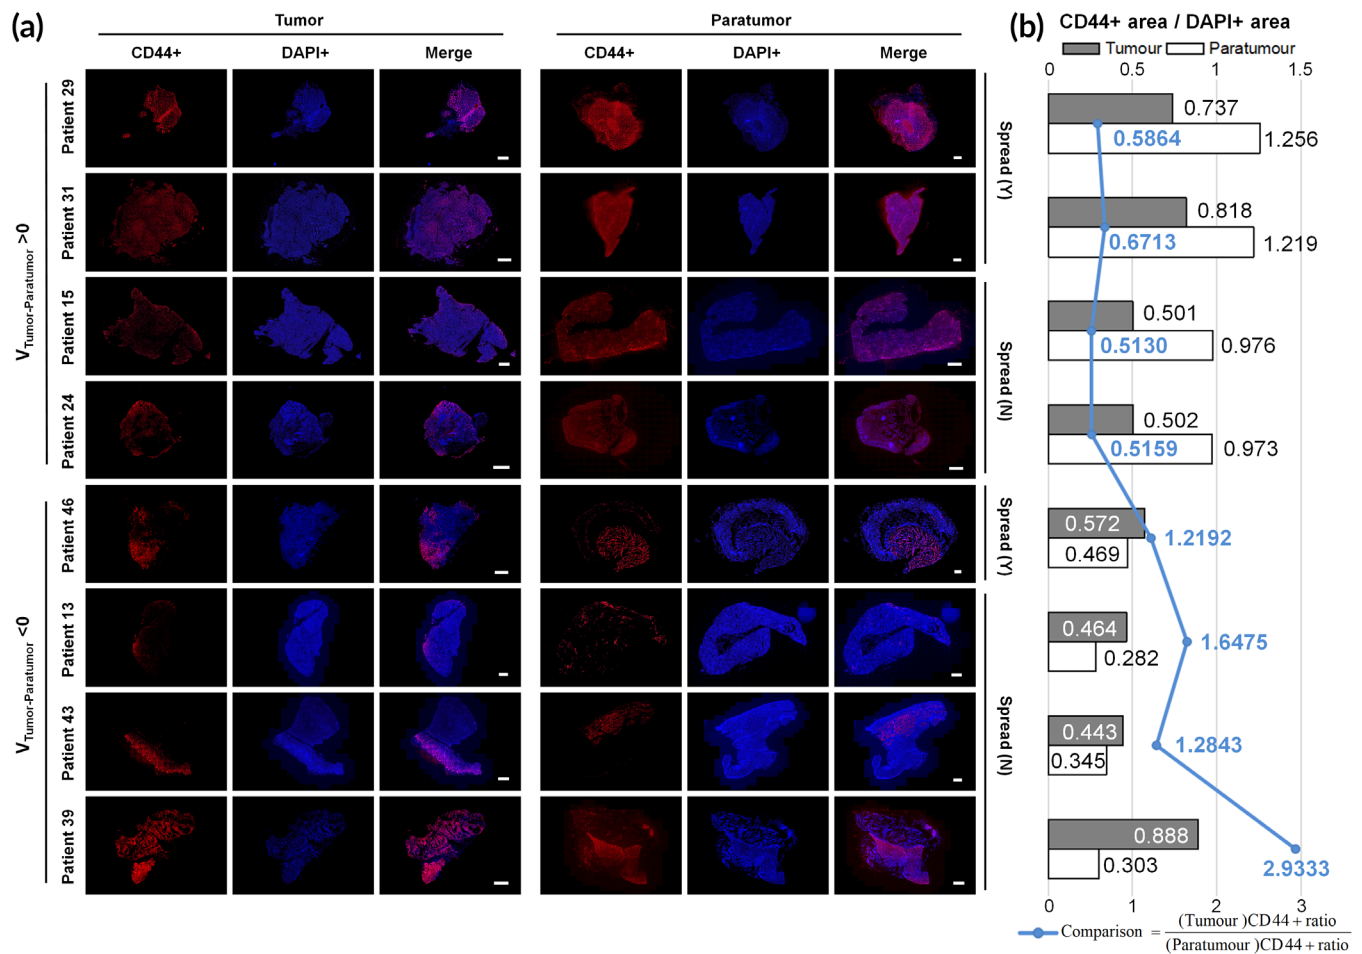 (a)
Tumor
Paratumor
CD44+
DAPI+
Merge
CD44+
DAPI+
Merge
V Tumor-Paratumor >0
Patient 29
Patient 31
Patient 15
Patient 24
Spread (Y)
Spread (N)
V Tumor-Paratumor <0
Patient 46
Patient 13
Patient 43
Patient 39
Spread (Y)
Spread (N)
(b)
CD44+ area / DAPI+ area
Tumour
Paratumour
0 0.5 1 1.5
0.737
0.5864
1.256
0.818
0.6713
1.219
0.501
0.5130
0.976
0.502
0.5159
0.973
0.572
1.2192
0.469
0.464
1.6475
0.282
0.443
1.2843
0.345
0.888
2.9333
0.303
0 1 2 3
Comparison = (Tumour )CD44+ratio
(Paratumour )CD44+ratio